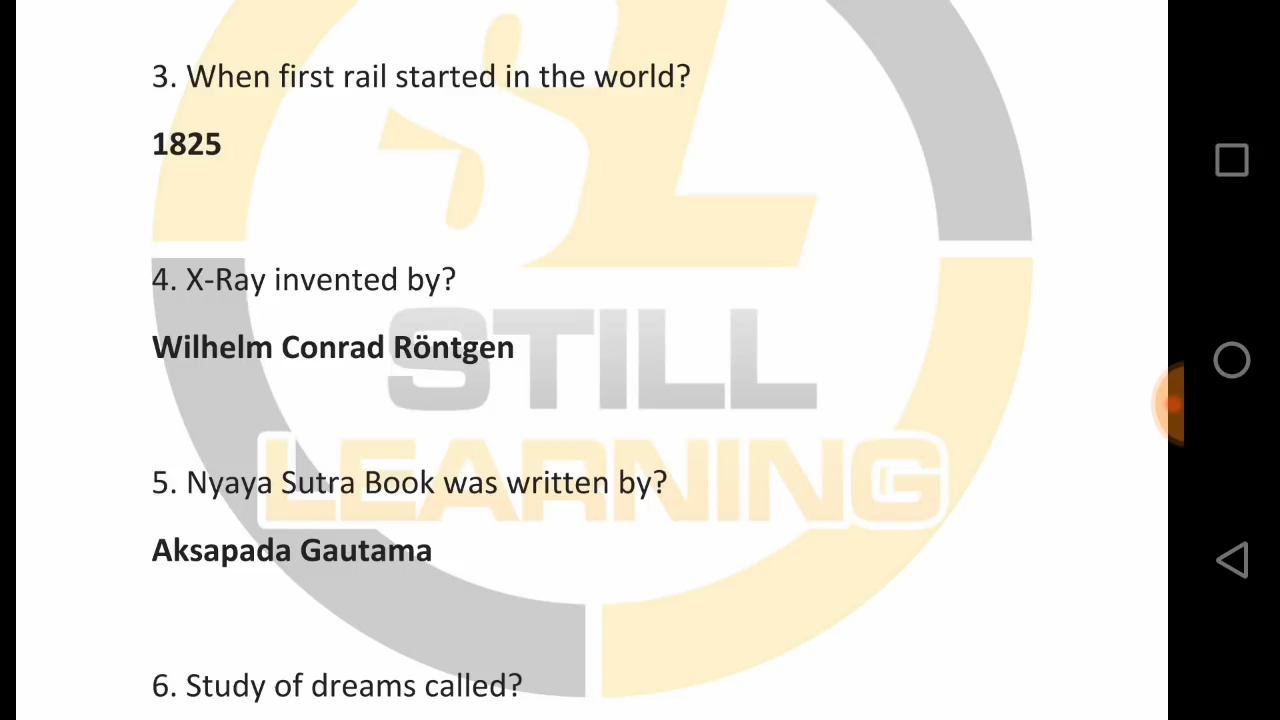 SL
3. When first rail started in the world?
1825
4. X-Ray invented by?
Wilhelm Conrad Röntgen
STILL
LEARNING
5. Nyaya Sutra Book was written by?
Aksapada Gautama
6. Study of dreams called?